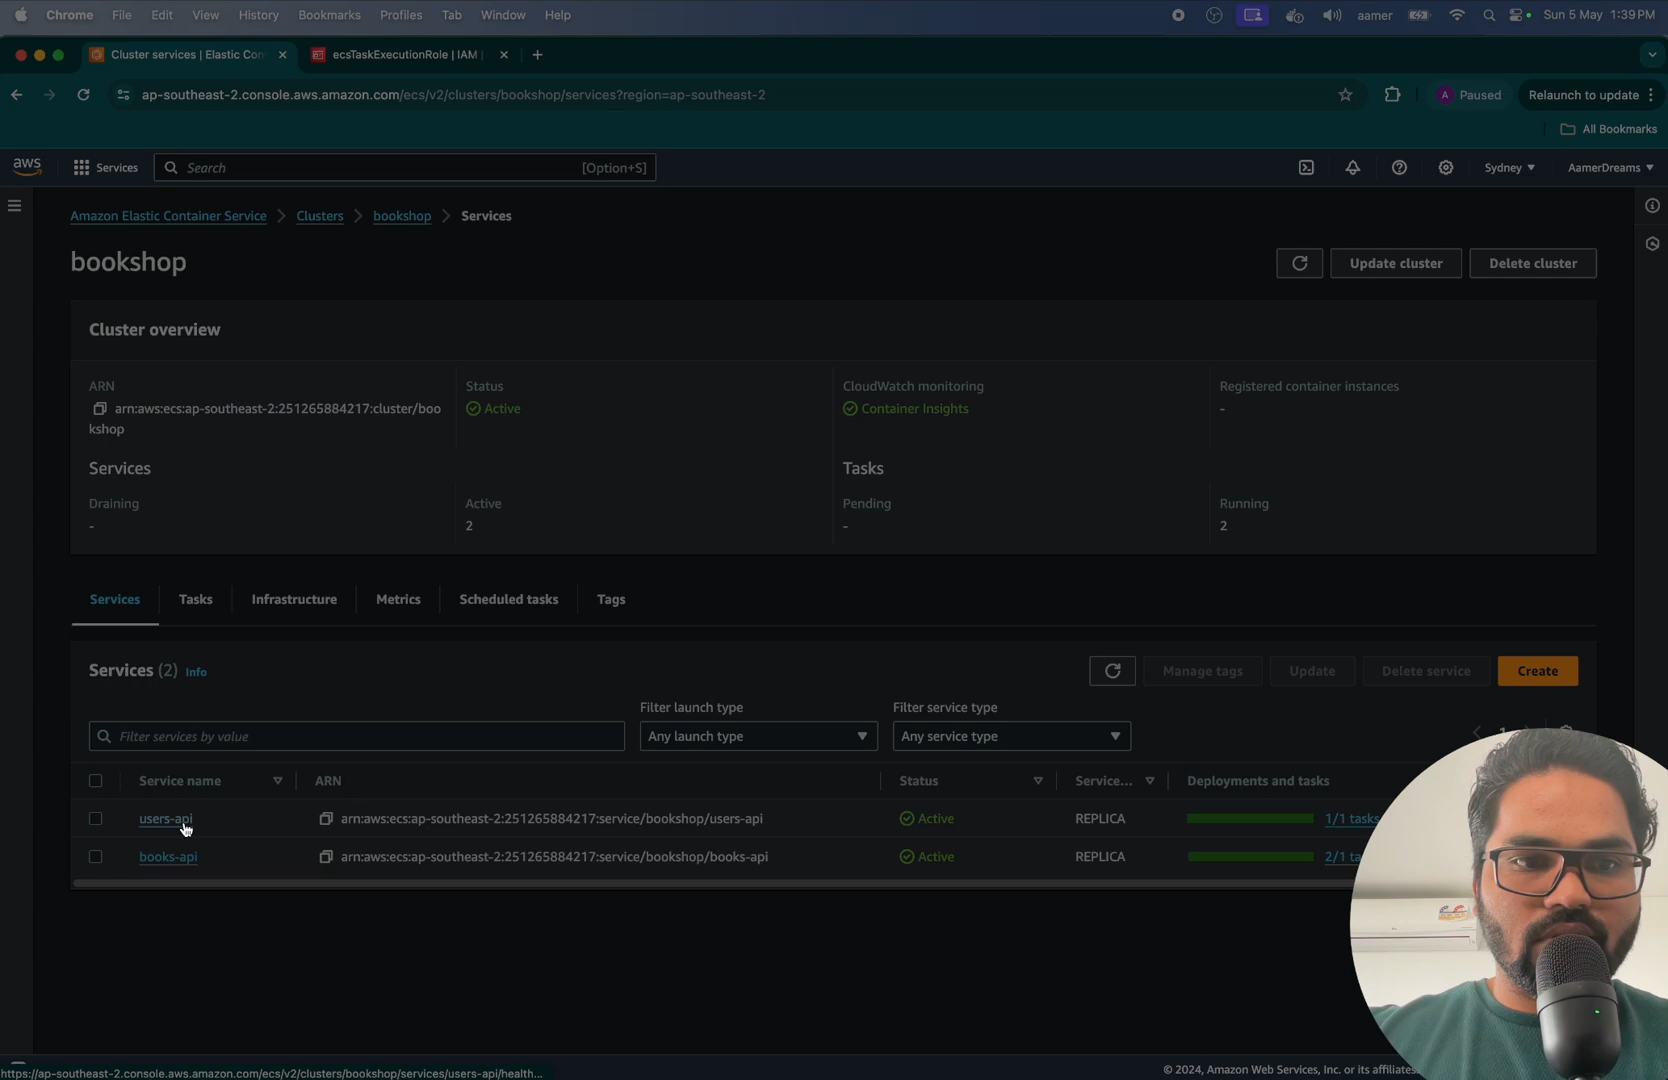 Chrome File Edit View History Bookmarks Profiles Tab Window Help aamer Sun 5 May 1:39 PM
Cluster services | Elastic Con ecsTaskExecutionRole | IAM |
ap-southeast-2.console.aws.amazon.com/ecs/v2/clusters/bookshop/services?region=ap-southeast-2 A Paused Relaunch to update
All Bookmarks
aws Services Search [Option+S] Sydney AamerDreams
Amazon Elastic Container Service > Clusters > bookshop > Services
bookshop Update cluster Delete cluster
Cluster overview
ARN Status CloudWatch monitoring Registered container instances
arn:aws:ecs:ap-southeast-2:251265884217:cluster/boo Active Container Insights -
kshop
Services Tasks
Draining Active Pending Running
- 2 - 2
Services Tasks Infrastructure Metrics Scheduled tasks Tags
Services (2) Info Manage tags Update Delete service Create
Filter launch type Filter service type
Filter services by value Any launch type Any service type 1
Service name ARN Status Service... Deployments and tasks
users-api arn:aws:ecs:ap-southeast-2:251265884217:service/bookshop/users-api Active REPLICA 1/1 tasks
books-api arn:aws:ecs:ap-southeast-2:251265884217:service/bookshop/books-api Active REPLICA 2/1 ta
https://ap-southeast-2.console.aws.amazon.com/ecs/v2/clusters/bookshop/services/users-api/health... © 2024, Amazon Web Services, Inc. or its affiliates.